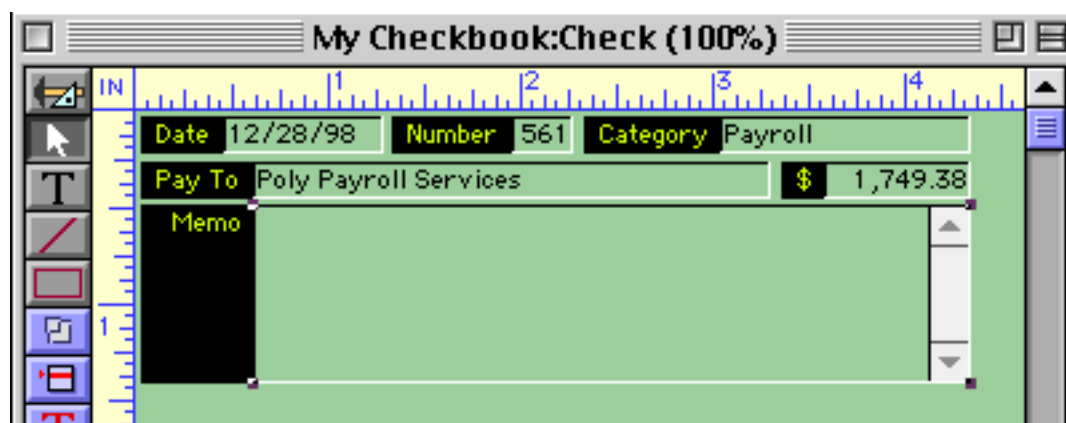 My Checkbook:Check (100%)
IN 1 2 3 4
Date 12/28/98 Number 561 Category Payroll
T Pay To Poly Payroll Services $ 1,749.38
Memo
1
T